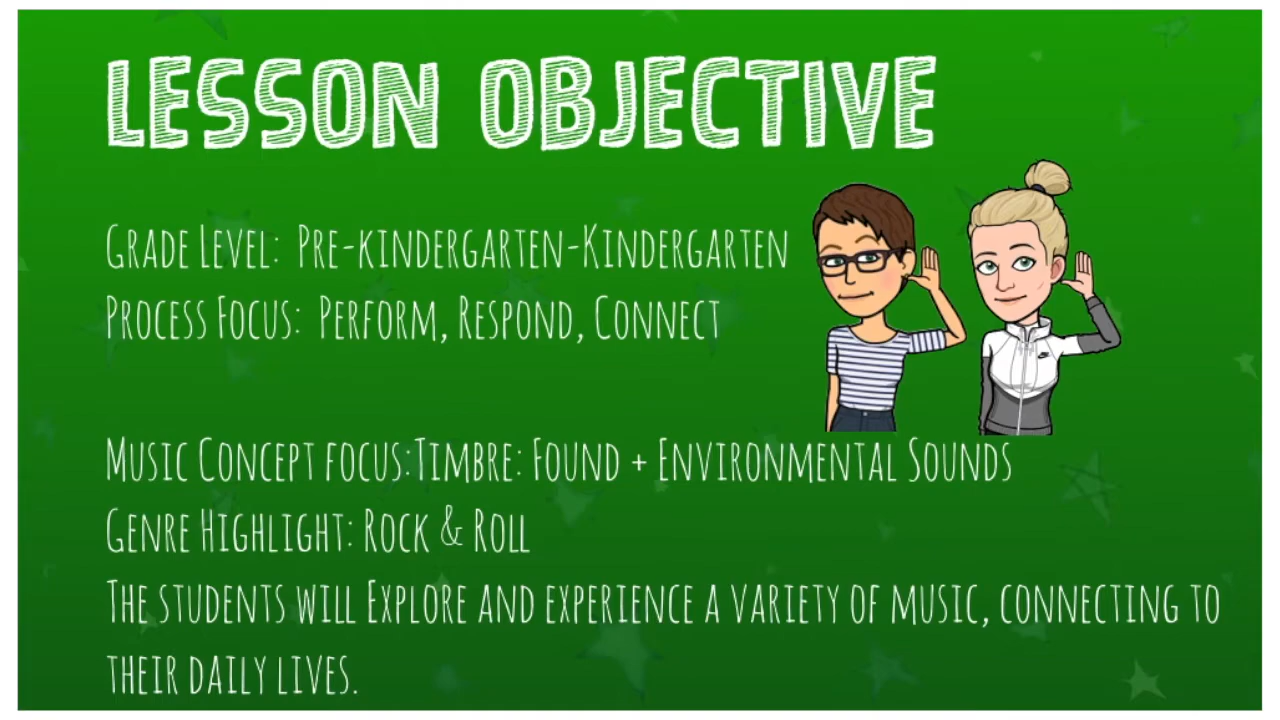 LESSON OBJECTIVE
GRADE LEVEL: PRE-KINDERGARTEN-KINDERGARTEN
PROCESS FOCUS: PERFORM, RESPOND, CONNECT
MUSIC CONCEPT FOCUS:TIMBRE: FOUND + ENVIRONMENTAL SOUNDS
GENRE HIGHLIGHT: ROCK & ROLL
THE STUDENTS WILL EXPLORE AND EXPERIENCE A VARIETY OF MUSIC, CONNECTING TO
THEIR DAILY LIVES.